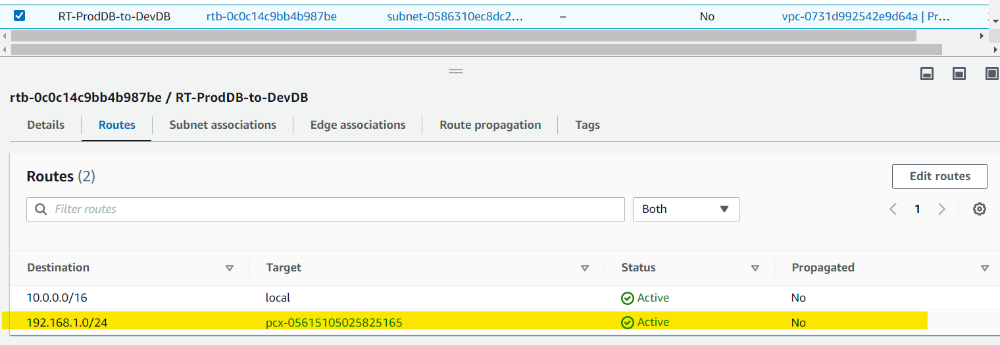 RT-ProdDB-to-DevDB rtb-0c0c14c9bb4b987be subnet-0586310ec8dc2... – No vpc-0731d992542e9d64a | Pr...
rtb-0c0c14c9bb4b987be / RT-ProdDB-to-DevDB
Details Routes Subnet associations Edge associations Route propagation Tags
Routes (2) Edit routes
Filter routes Both 1
Destination Target Status Propagated
10.0.0.0/16 local Active No
192.168.1.0/24 pcx-05615105025825165 Active No